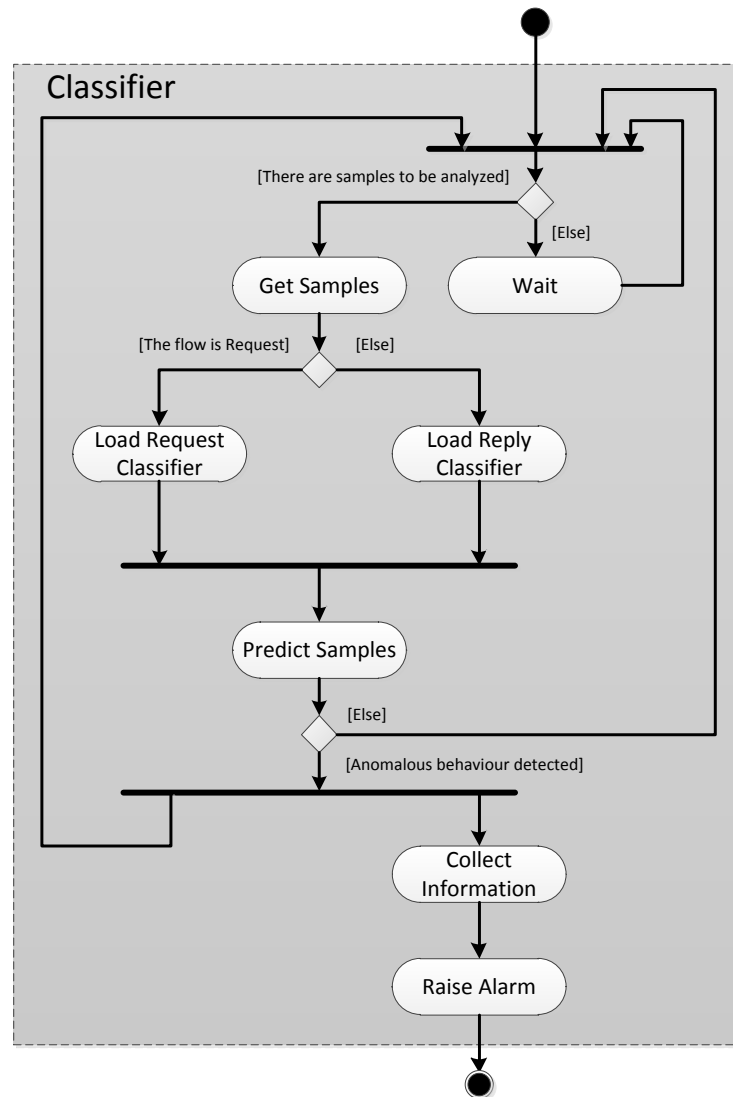 Classifier
[There are samples to be analyzed]
[Else]
Get Samples
Wait
[The flow is Request]
[Else]
Load Request
Classifier
Load Reply
Classifier
Predict Samples
[Else]
[Anomalous behaviour detected]
Collect
Information
Raise Alarm